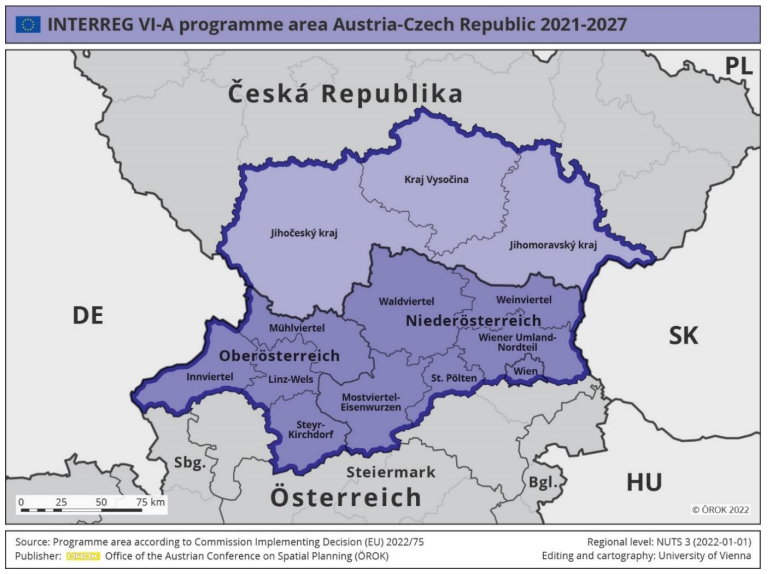 INTERREG VI-A programme area Austria-Czech Republic 2021-2027
PL
Česká Republika
Kraj Vysočina
Jihočeský kraj
Jihomoravský kraj
DE
Waldviertel
Weinviertel
Niederösterreich
Mühlviertel
Oberösterreich
Wiener Umland-
Nordteil
SK
Innviertel
Linz-Wels
St. Pölten
Wien
Mostviertel-
Eisenwurzen
Steyr-
Kirchdorf
Sbg.
Steiermark
Österreich
Bgl.
HU
0 25 50 75 km
© ÖROK 2022
Source: Programme area according to Commission Implementing Decision (EU) 2022/75
Regional level: NUTS 3 (2022-01-01)
Publisher: ÖROK Office of the Austrian Conference on Spatial Planning (ÖROK)
Editing and cartography: University of Vienna